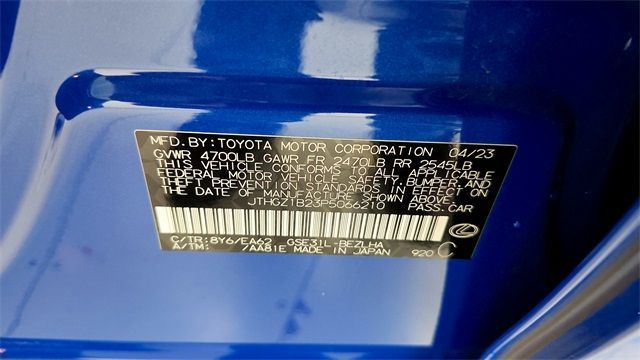 MFD.BY:TOYOTA MOTOR CORPORATION 04/23
GVWR 4700LB GAWR FR 2470LB RR 2545LB
THIS VEHICLE CONFORMS TO ALL APPLICABLE
FEDERAL MOTOR VEHICLE SAFETY,BUMPER,AND
THEFT PREVENTION STANDARDS IN EFFECT ON
THE DATE OF MANUFACTURE SHOWN ABOVE.
JTHGZ1B23P5066210 PASS.CAR
C/TR:8Y6/EA62 GSE31L-BEZLHA
A/TM: /AA81E MADE IN JAPAN 920 C